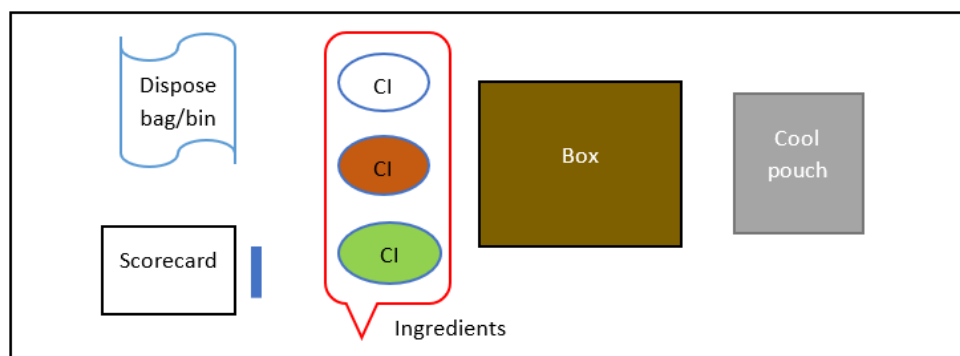 Dispose
bag/bin
CI
CI
CI
Box
Cool
pouch
Scorecard
Ingredients